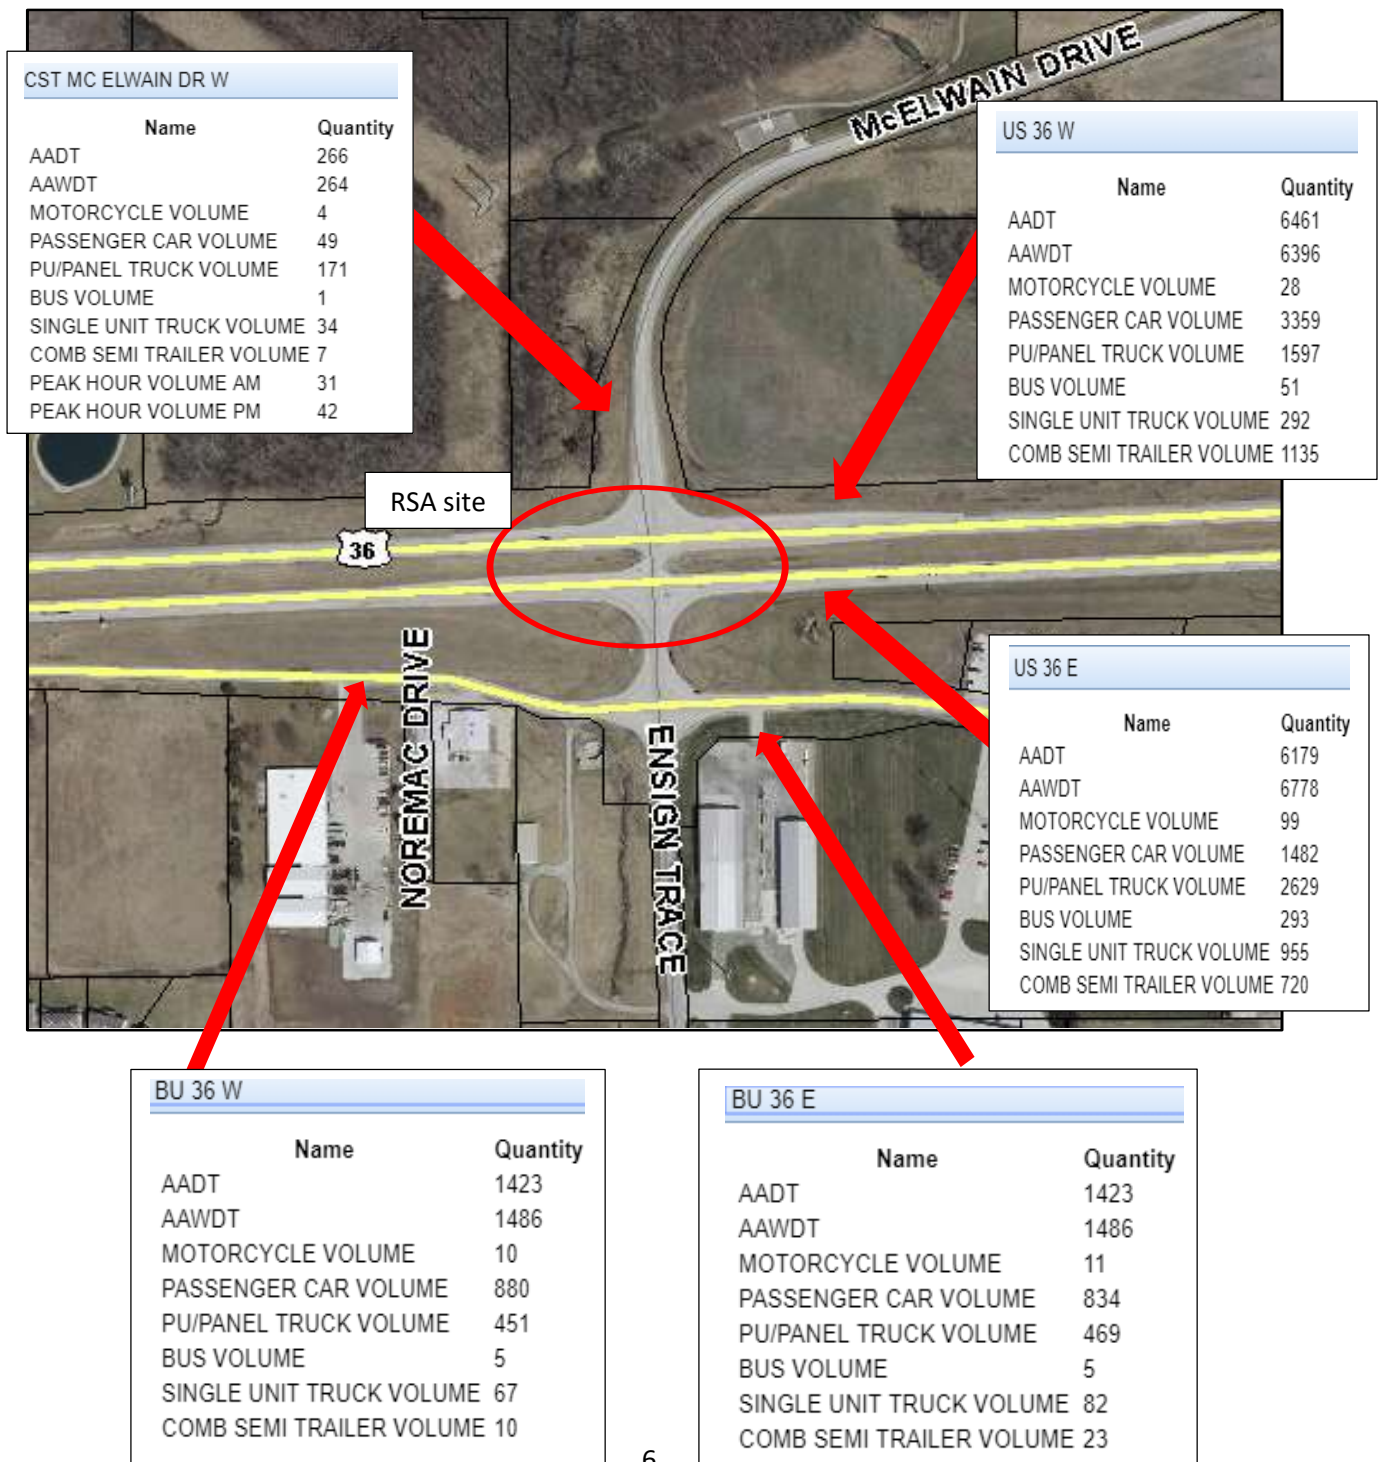 McELWAIN DRIVE
CST MC ELWAIN DR W
Name Quantity
AADT 266
AAWDT 264
MOTORCYCLE VOLUME 4
PASSENGER CAR VOLUME 49
PU/PANEL TRUCK VOLUME 171
BUS VOLUME 1
SINGLE UNIT TRUCK VOLUME 34
COMB SEMI TRAILER VOLUME 7
PEAK HOUR VOLUME AM 31
PEAK HOUR VOLUME PM 42
US 36 W
Name Quantity
AADT 6461
AAWDT 6396
MOTORCYCLE VOLUME 28
PASSENGER CAR VOLUME 3359
PU/PANEL TRUCK VOLUME 1597
BUS VOLUME 51
SINGLE UNIT TRUCK VOLUME 292
COMB SEMI TRAILER VOLUME 1135
RSA site
36
NOREMAC DRIVE
ENSIGN TRACE
US 36 E
Name Quantity
AADT 6179
AAWDT 6778
MOTORCYCLE VOLUME 99
PASSENGER CAR VOLUME 1482
PU/PANEL TRUCK VOLUME 2629
BUS VOLUME 293
SINGLE UNIT TRUCK VOLUME 955
COMB SEMI TRAILER VOLUME 720
BU 36 W
Name Quantity
AADT 1423
AAWDT 1486
MOTORCYCLE VOLUME 10
PASSENGER CAR VOLUME 880
PU/PANEL TRUCK VOLUME 451
BUS VOLUME 5
SINGLE UNIT TRUCK VOLUME 67
COMB SEMI TRAILER VOLUME 10
BU 36 E
Name Quantity
AADT 1423
AAWDT 1486
MOTORCYCLE VOLUME 11
PASSENGER CAR VOLUME 834
PU/PANEL TRUCK VOLUME 469
BUS VOLUME 5
SINGLE UNIT TRUCK VOLUME 82
COMB SEMI TRAILER VOLUME 23
6